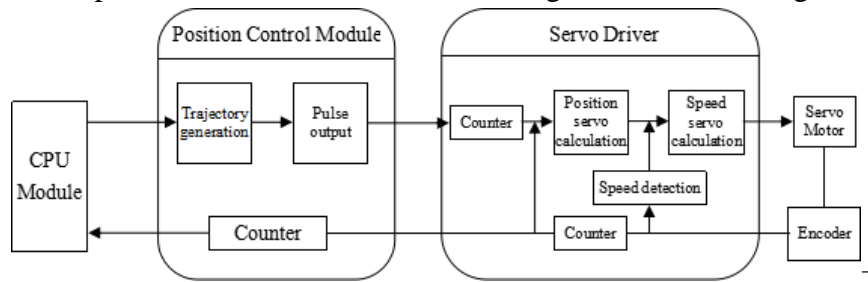 Position Control Module
Servo Driver
Trajectory
generation
Pulse
output
Counter
Position
servo
calculation
Speed
servo
calculation
Servo
Motor
CPU
Module
Speed detection
Counter
Counter
Encoder